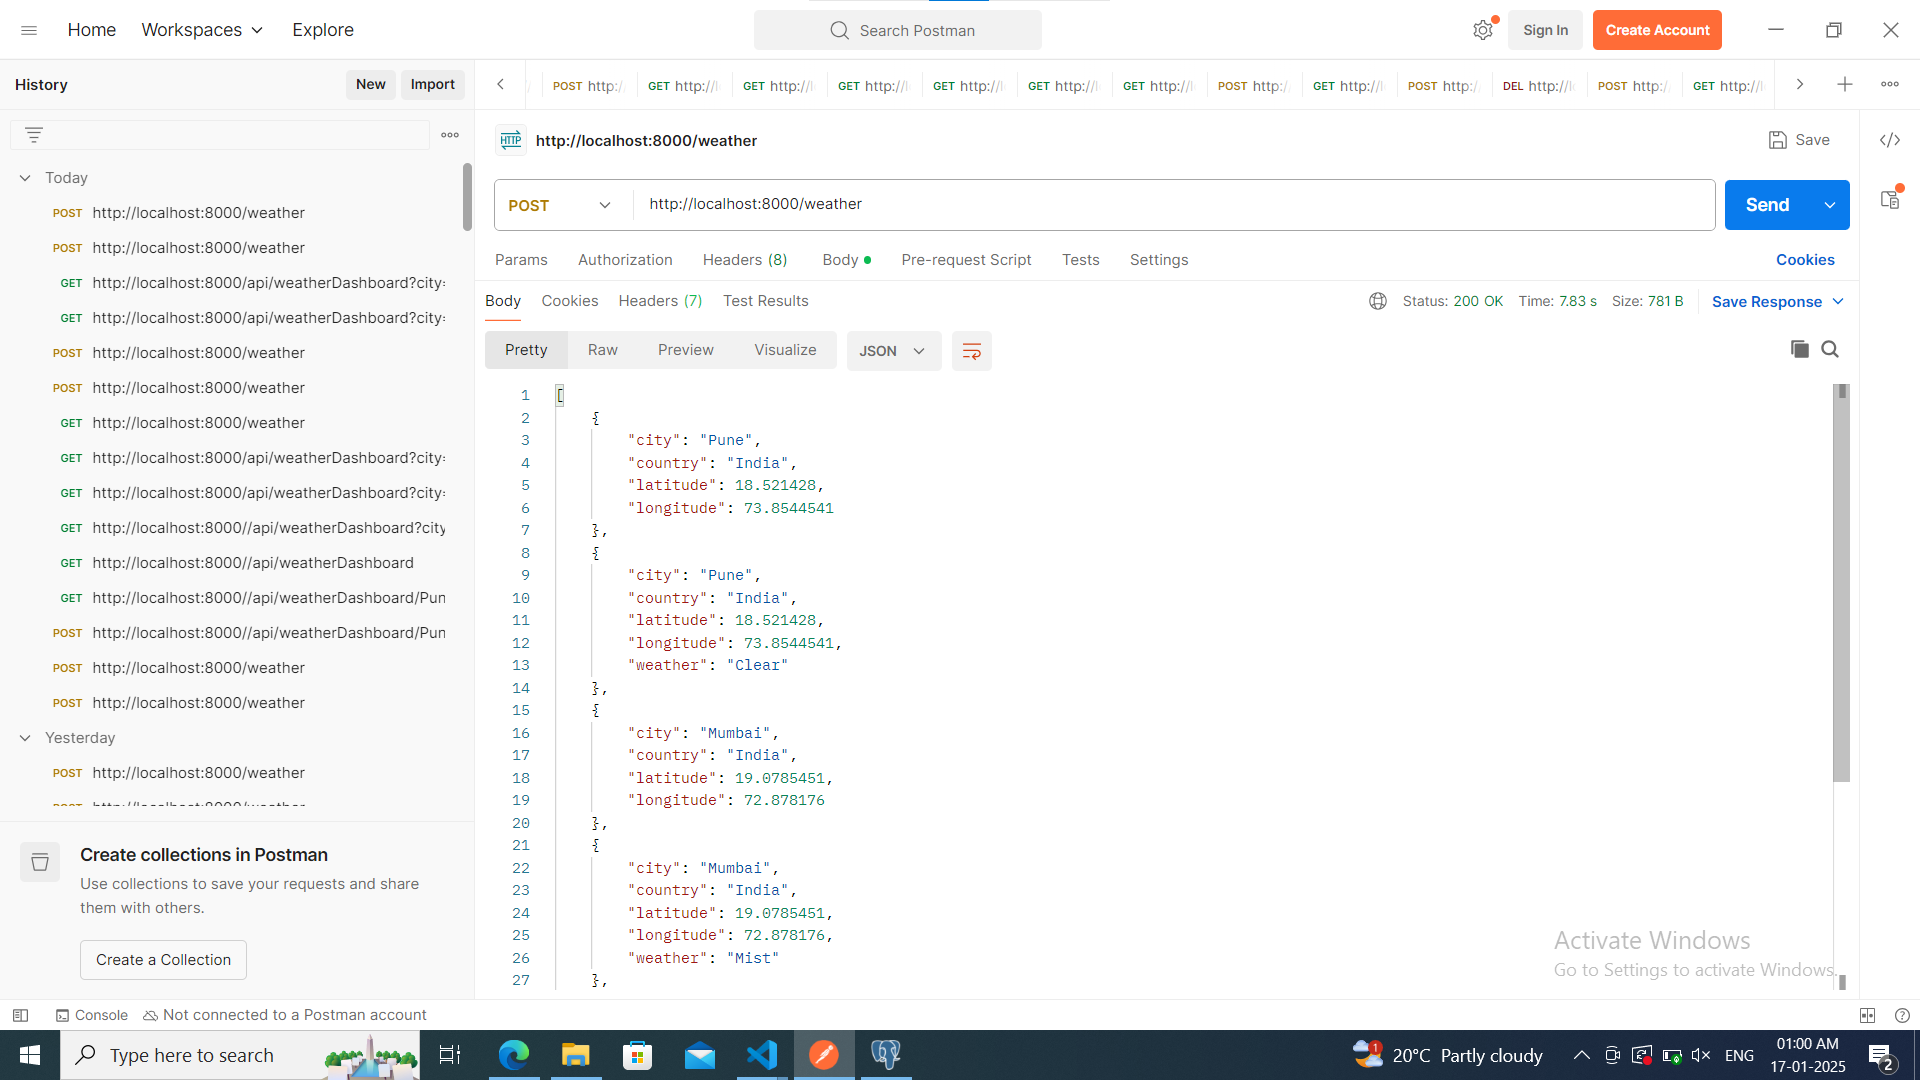 Home
Workspaces
Explore
Search Postman
Sign In
Create Account
History
New
Import
POST http:/
GET http://l
GET http://l
GET http://l
GET http://l
GET http://l
GET http://l
POST http:/
GET http://l
POST http:/
DEL http://l
POST http:/
GET http://l
HTTP
http://localhost:8000/weather
Save
Today
POST http://localhost:8000/weather
POST http://localhost:8000/weather
GET http://localhost:8000/api/weatherDashboard?city=
GET http://localhost:8000/api/weatherDashboard?city=
POST http://localhost:8000/weather
POST http://localhost:8000/weather
GET http://localhost:8000/weather
GET http://localhost:8000/api/weatherDashboard?city=
GET http://localhost:8000/api/weatherDashboard?city=
GET http://localhost:8000//api/weatherDashboard?city
GET http://localhost:8000//api/weatherDashboard
GET http://localhost:8000//api/weatherDashboard/Pun
POST http://localhost:8000//api/weatherDashboard/Pun
POST http://localhost:8000/weather
POST http://localhost:8000/weather
Yesterday
POST http://localhost:8000/weather
Create collections in Postman
Use collections to save your requests and share
them with others.
Create a Collection
POST
http://localhost:8000/weather
Send
Params
Authorization
Headers (8)
Body
Pre-request Script
Tests
Settings
Cookies
Body
Cookies
Headers (7)
Test Results
Status: 200 OK
Time: 7.83 s
Size: 781 B
Save Response
Pretty
Raw
Preview
Visualize
JSON
1 [
2 {
3 "city": "Pune",
4 "country": "India",
5 "latitude": 18.521428,
6 "longitude": 73.8544541
7 },
8 {
9 "city": "Pune",
10 "country": "India",
11 "latitude": 18.521428,
12 "longitude": 73.8544541,
13 "weather": "Clear"
14 },
15 {
16 "city": "Mumbai",
17 "country": "India",
18 "latitude": 19.0785451,
19 "longitude": 72.878176
20 },
21 {
22 "city": "Mumbai",
23 "country": "India",
24 "latitude": 19.0785451,
25 "longitude": 72.878176,
26 "weather": "Mist"
27 },
Activate Windows
Go to Settings to activate Windows.
Console
Not connected to a Postman account
Type here to search
1
20°C Partly cloudy
ENG
01:00 AM
17-01-2025
2